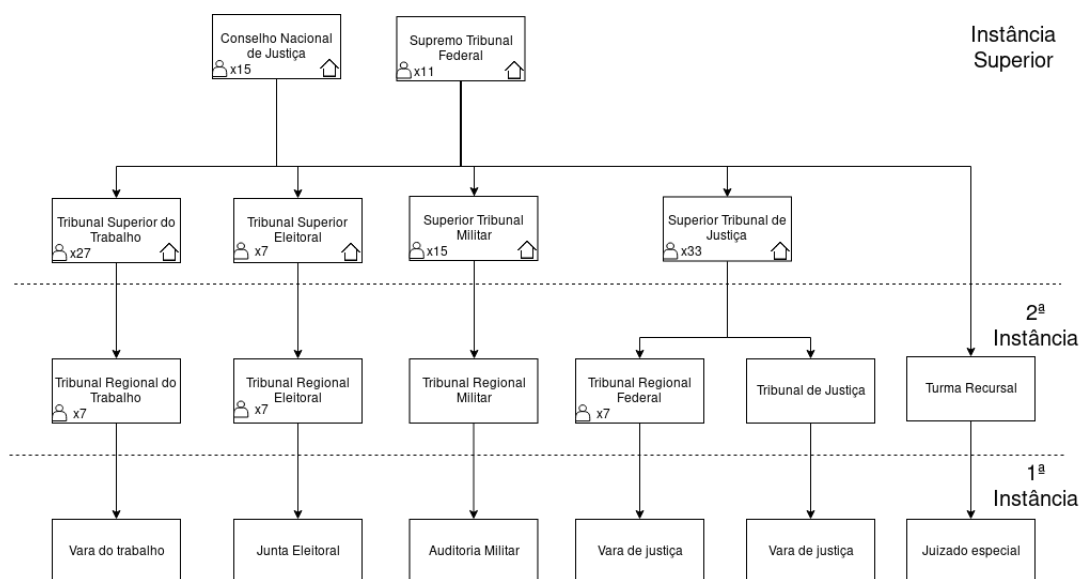 Conselho Nacional
de Justiça
x15
Supremo Tribunal
Federal
x11
Instância
Superior
Tribunal Superior do
Trabalho
x27
Tribunal Superior
Eleitoral
x7
Superior Tribunal
Militar
x15
Superior Tribunal de
Justiça
x33
2ª
Instância
Tribunal Regional do
Trabalho
x7
Tribunal Regional
Eleitoral
x7
Tribunal Regional
Militar
Tribunal Regional
Federal
x7
Tribunal de Justiça
Turma Recursal
1ª
Instância
Vara do trabalho
Junta Eleitoral
Auditoria Militar
Vara de justiça
Vara de justiça
Juizado especial